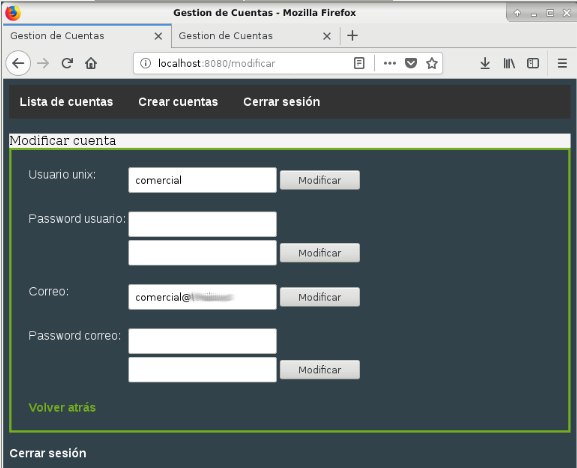 Gestion de Cuentas - Mozilla Firefox
Gestion de Cuentas Gestion de Cuentas
localhost:8080/modificar
Lista de cuentas Crear cuentas Cerrar sesión
Modificar cuenta
Usuario unix: comercial Modificar
Password usuario:
Modificar
Correo: comercial@ Modificar
Password correo:
Modificar
Volver atrás
Cerrar sesión